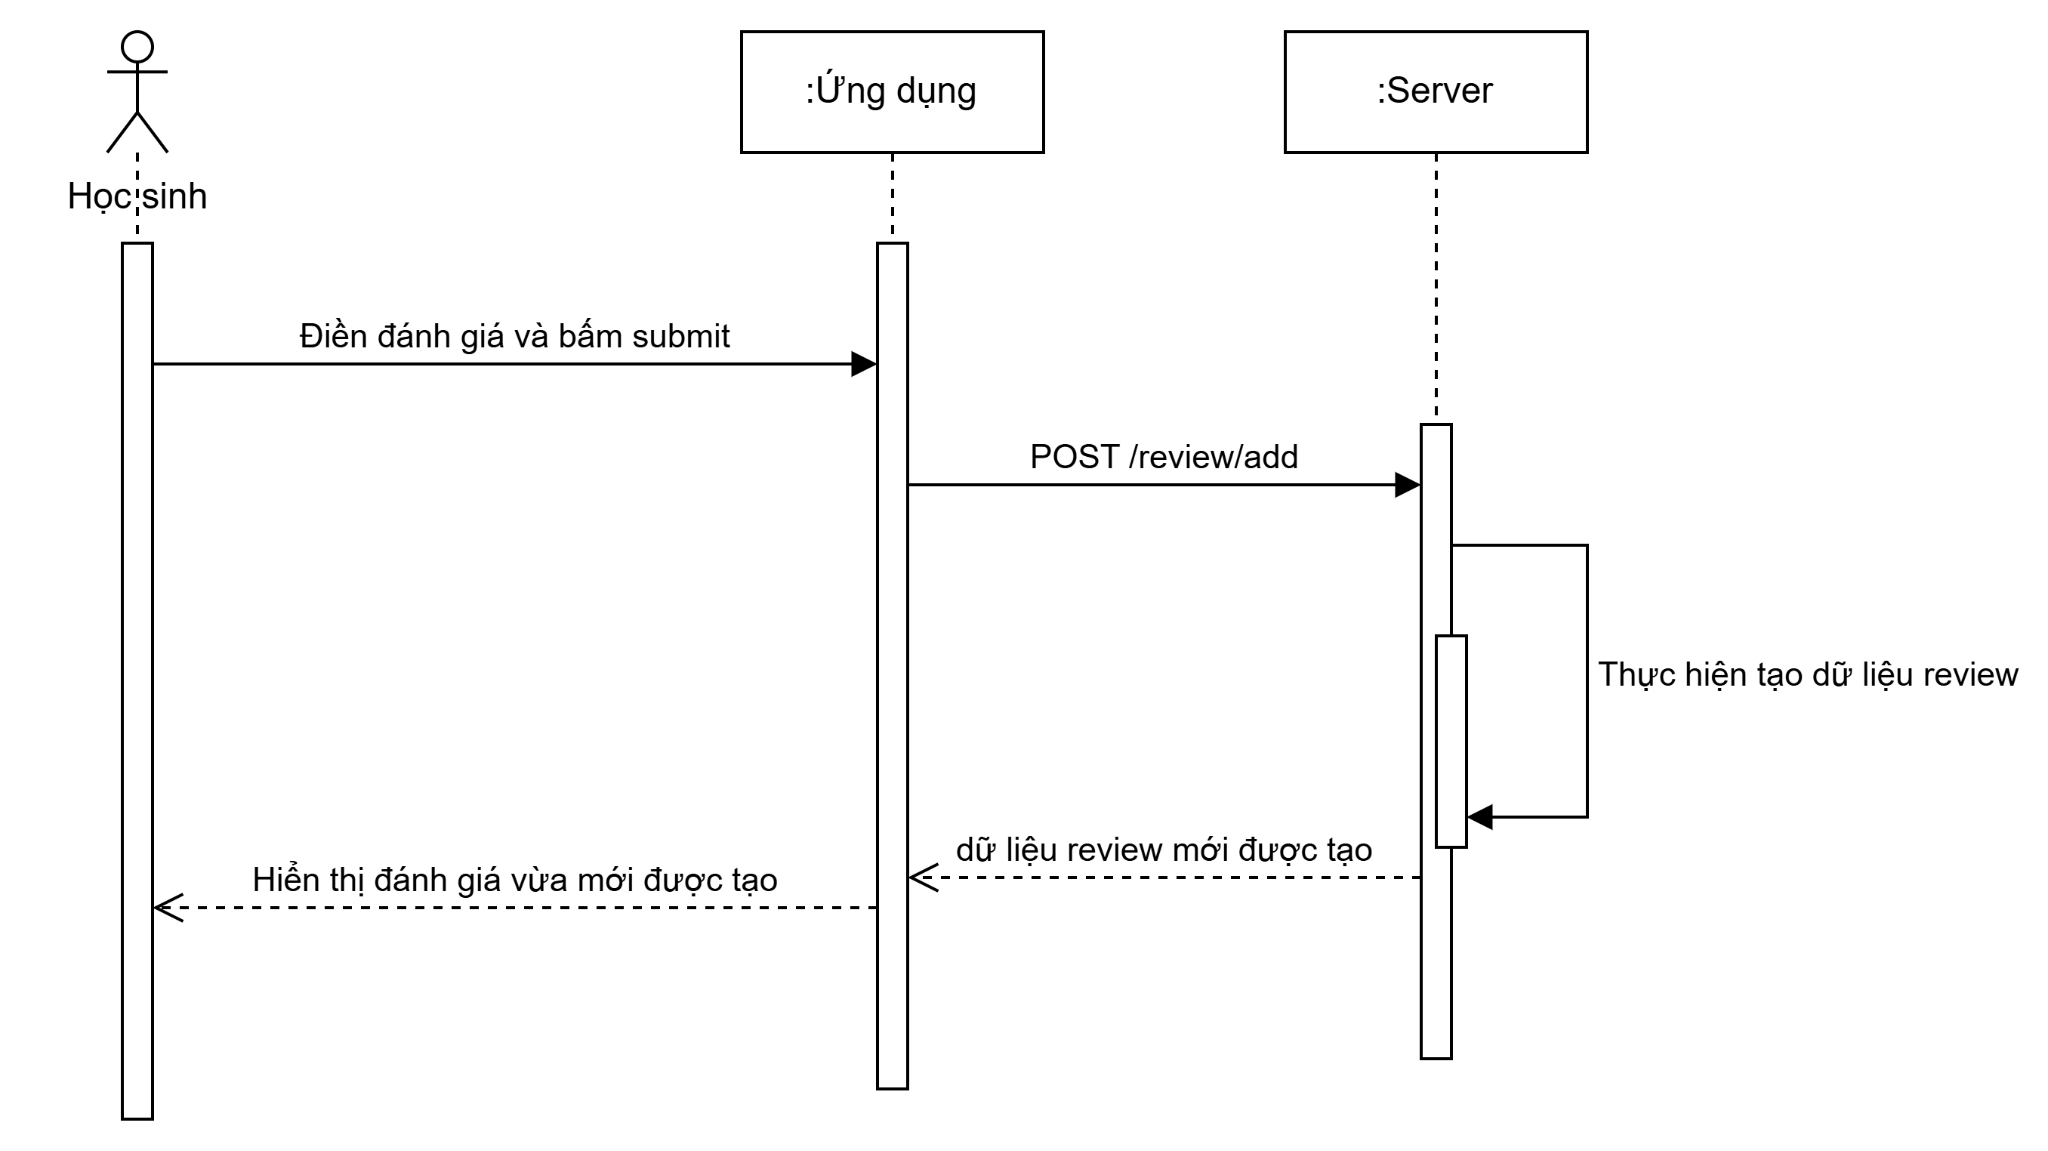 :Ứng dụng
:Server
Học sinh
Điền đánh giá và bấm submit
POST /review/add
Thực hiện tạo dữ liệu review
dữ liệu review mới được tạo
Hiển thị đánh giá vừa mới được tạo